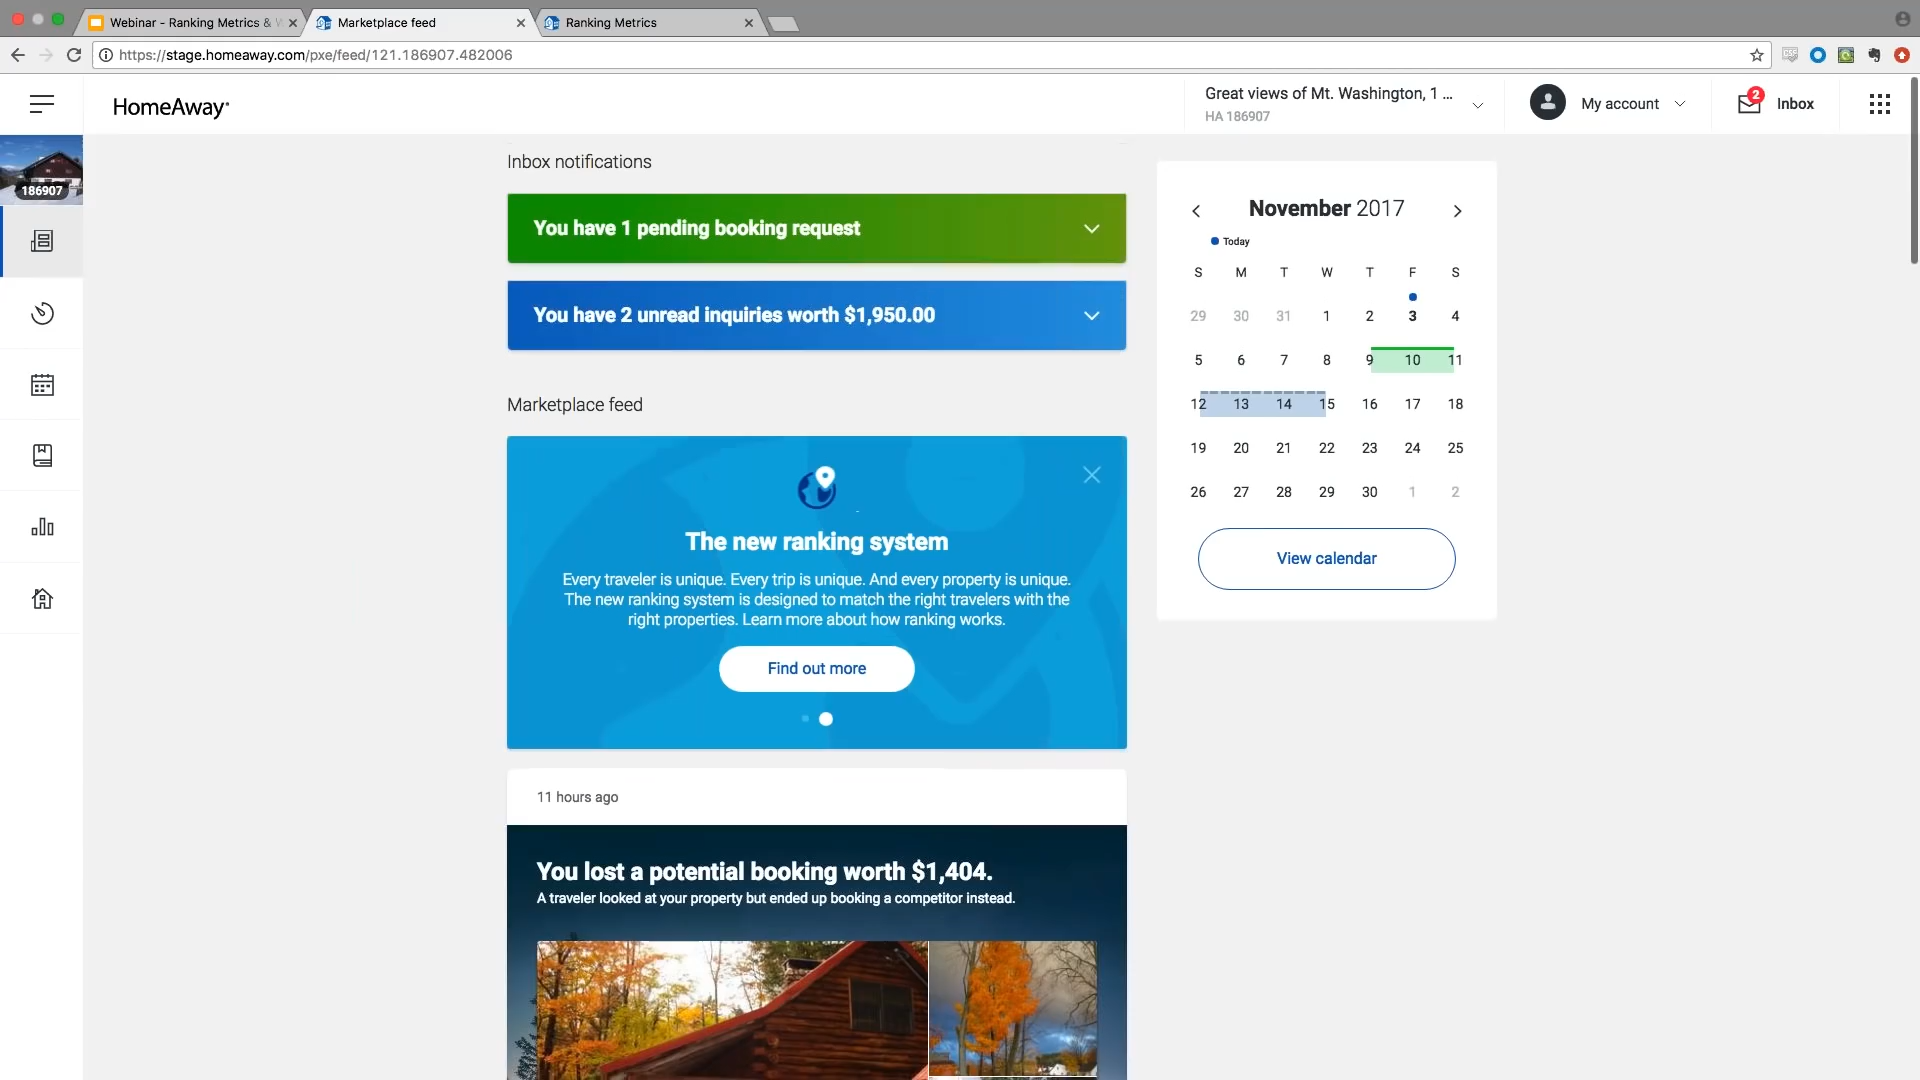 Webinar - Ranking Metrics &
Marketplace feed
Ranking Metrics
https://stage.homeaway.com/pxe/feed/121.186907.482006
HomeAway
Great views of Mt. Washington, 1 ...
HA 186907
My account
2
Inbox
186907
Inbox notifications
You have 1 pending booking request
You have 2 unread inquiries worth $1,950.00
November 2017
Today
S M T W T F S
29 30 31 1 2 3 4
5 6 7 8 9 10 11
12 13 14 15 16 17 18
19 20 21 22 23 24 25
26 27 28 29 30 1 2
View calendar
Marketplace feed
The new ranking system
Every traveler is unique. Every trip is unique. And every property is unique.
The new ranking system is designed to match the right travelers with the
right properties. Learn more about how ranking works.
Find out more
11 hours ago
You lost a potential booking worth $1,404.
A traveler looked at your property but ended up booking a competitor instead.